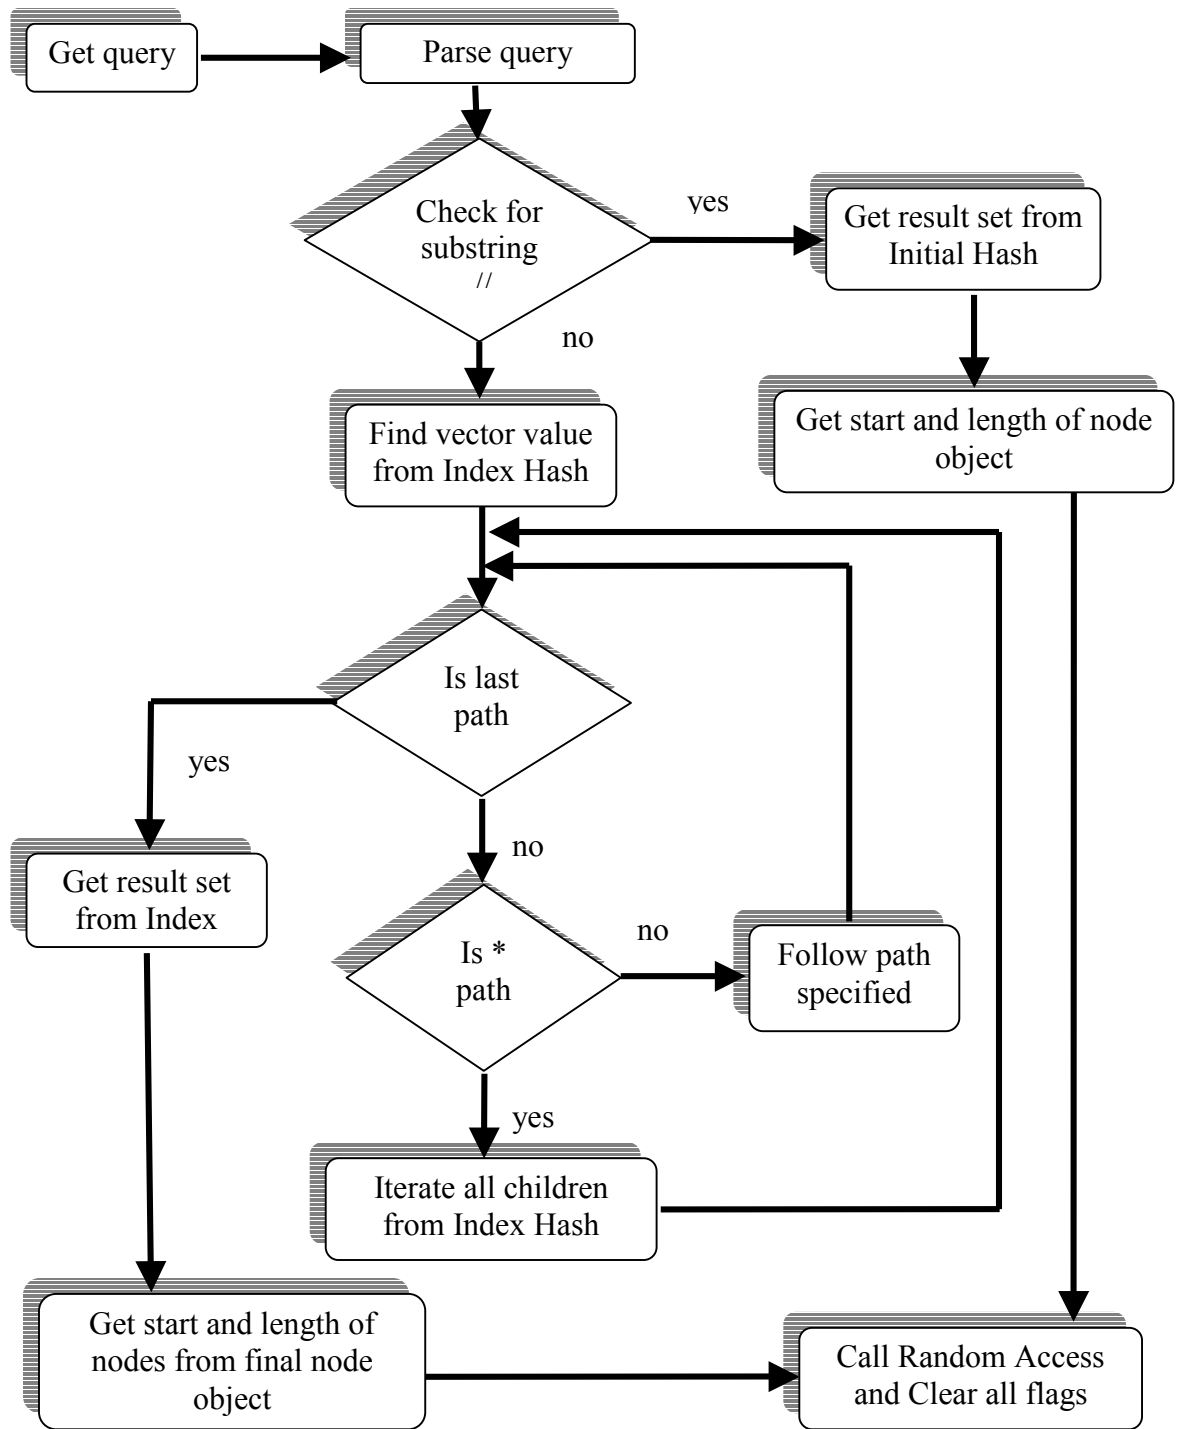 Get query
Parse query
Check for
substring
//
yes
Get result set from
Initial Hash
no
Get start and length of node
object
Find vector value
from Index Hash
Is last
path
yes
no
Get result set
from Index
Is *
path
no
Follow path
specified
yes
Iterate all children
from Index Hash
Get start and length of
nodes from final node
object
Call Random Access
and Clear all flags